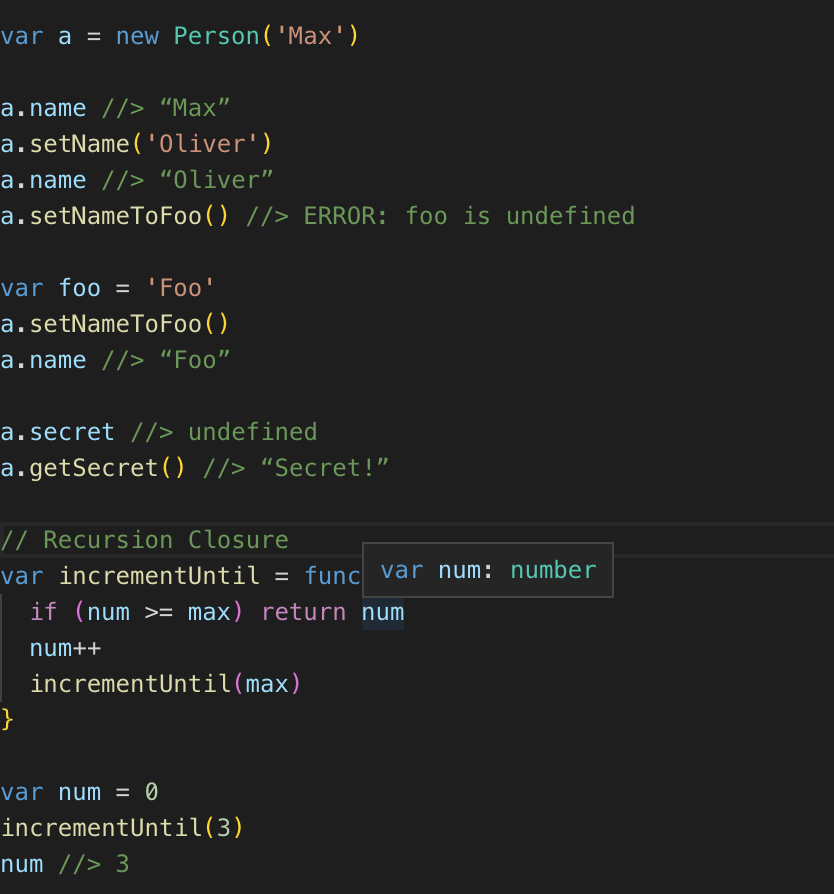 var a = new Person('Max')
a.name //> “Max”
a.setName('Oliver')
a.name //> “Oliver”
a.setNameToFoo() //> ERROR: foo is undefined
var foo = 'Foo'
a.setNameToFoo()
a.name //> “Foo”
a.secret //> undefined
a.getSecret() //> “Secret!”
// Recursion Closure
var num: number
var incrementUntil = func
if (num >= max) return num
num++
incrementUntil(max)
}
var num = 0
incrementUntil(3)
num //> 3